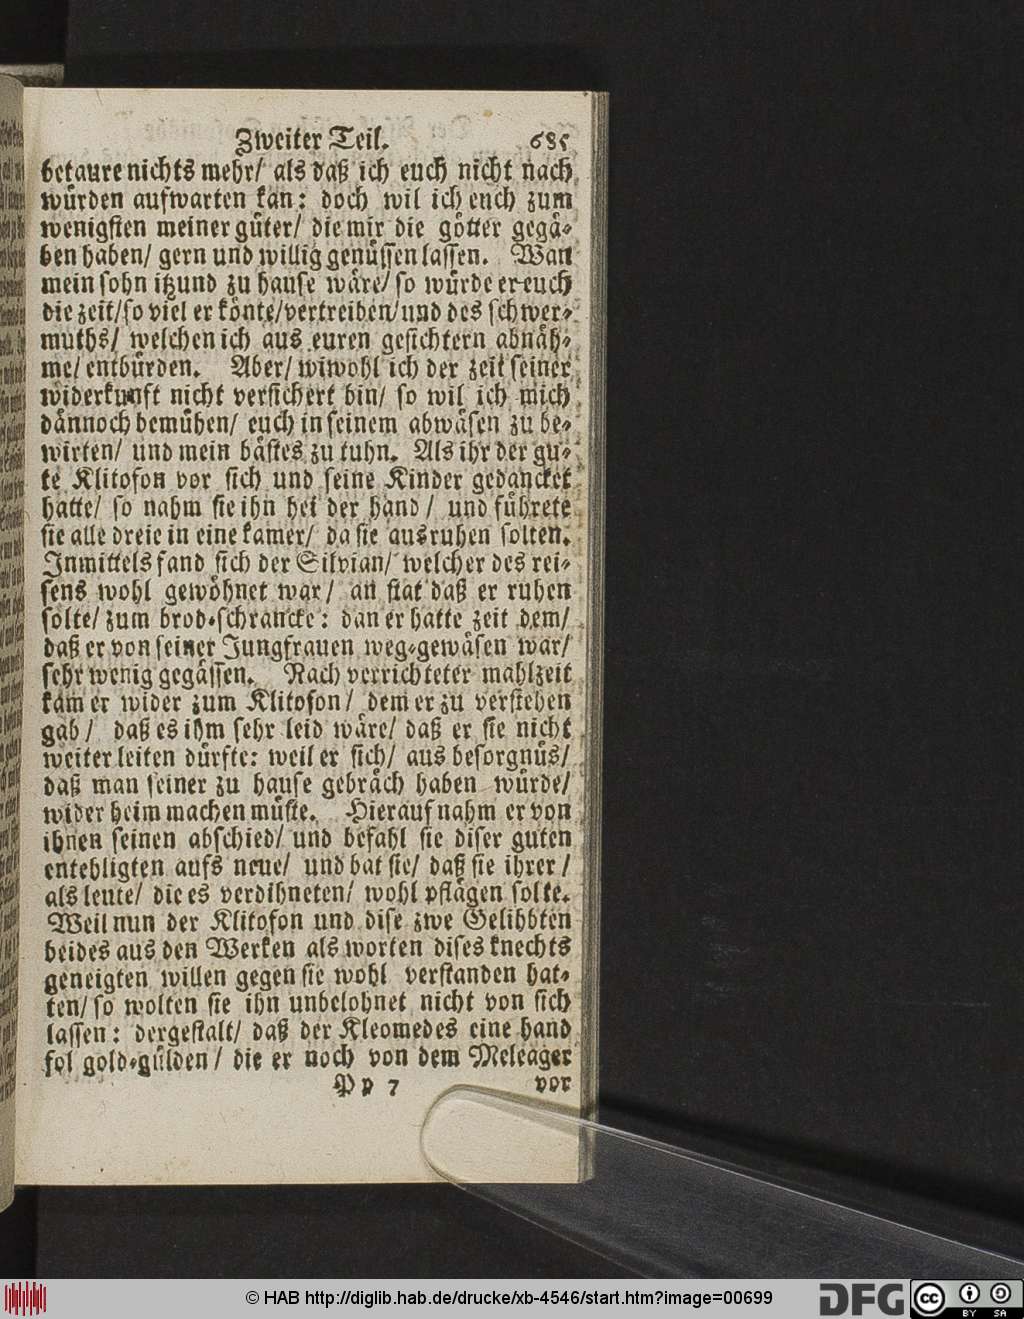 Zweiter Teil. 685
betaure nichts mehr/ als daß ich euch nicht nach
würden aufwarten kan: doch wil ich euch zum
wenigsten meiner güter/ die mir die götter gegä-
ben haben/ gern und willig genüssen lassen. Wan
mein sohn itzund zu hause wäre/ so würde er euch
die zeit/ so viel er könte/ vertreiben/ und des schwer-
muths/ welchen ich aus euren gesichtern abnäh-
me/ entbürden. Aber/ wiwohl ich der zeit seiner
widerkunft nicht versichert bin/ so wil ich mich
dännoch bemühen/ euch in seinem abwäsen zu be-
wirten/ und mein bästes zu tuhn. Als ihr der gu-
te Klitofon vor sich und seine Kinder gedancket
hatte/ so nahm sie ihn bei der hand/ und führete
sie alle dreie in eine kamer/ da sie ausruhen solten.
Inmittels fand sich der Silvian/ welcher des rei-
sens wohl gewöhnet war/ an stat daß er ruhen
solte/ zum brod-schrancke: dan er hatte zeit dem/
daß er von seiner Jungfrauen weg-gewäsen war/
sehr wenig gegässen. Nach verrichteter mahlzeit
kam er wider zum Klitofon/ dem er zu verstehen
gab/ daß es ihm sehr leid wäre/ daß er sie nicht
weiter leiten dürfte: weil er sich/ aus besorgnüs/
daß man seiner zu hause gebräch haben würde/
wider heim machen müste. Hierauf nahm er von
ihnen seinen abschied/ und befahl sie diser guten
entehligten aufs neue/ und bat sie/ daß sie ihrer/
als leute/ die es verdihneten/ wohl pflägen solte.
Weil nun der Klitofon und dise zwe Gelihbten
beides aus den Werken als worten dises knechts
geneigten willen gegen sie wohl verstanden hat-
ten/ so wolten sie ihn unbelohnet nicht von sich
lassen: dergestalt/ daß der Kleomedes eine hand
fol gold-gülden/ die er noch von dem Meleager
Pp 7 vor
© HAB http://diglib.hab.de/drucke/xb-4546/start.htm?image=00699
DFG
cc
BY SA